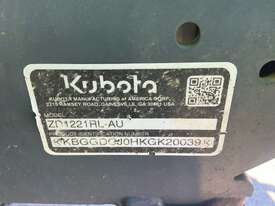 Kubota
KUBOTA MANUFACTURING of AMERICA CORP.
2715 RAMSEY ROAD, GAINESVILLE, GA 30501 USA
MODEL
ZD1221RL-AU
PRODUCT IDENTIFICATION NUMBER